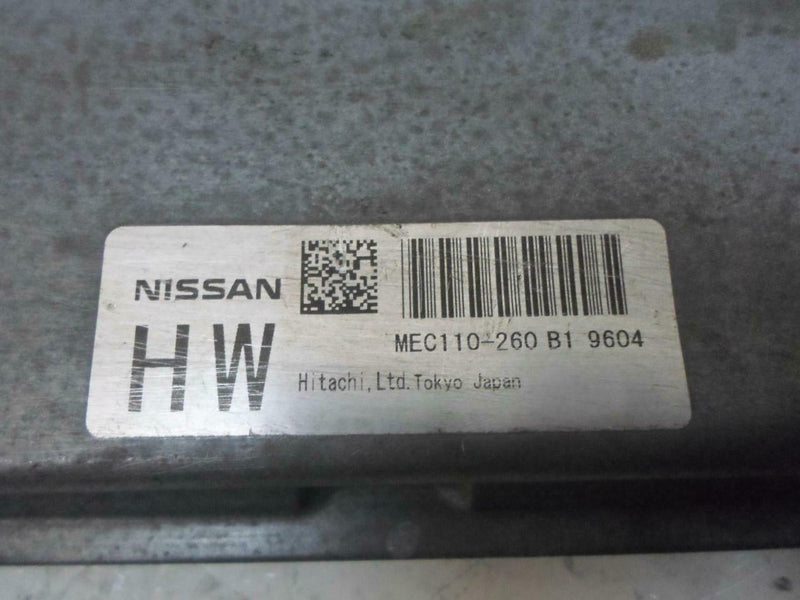 NISSAN
HW
MEC110-260 B1 9604
Hitachi, Ltd. Tokyo Japan